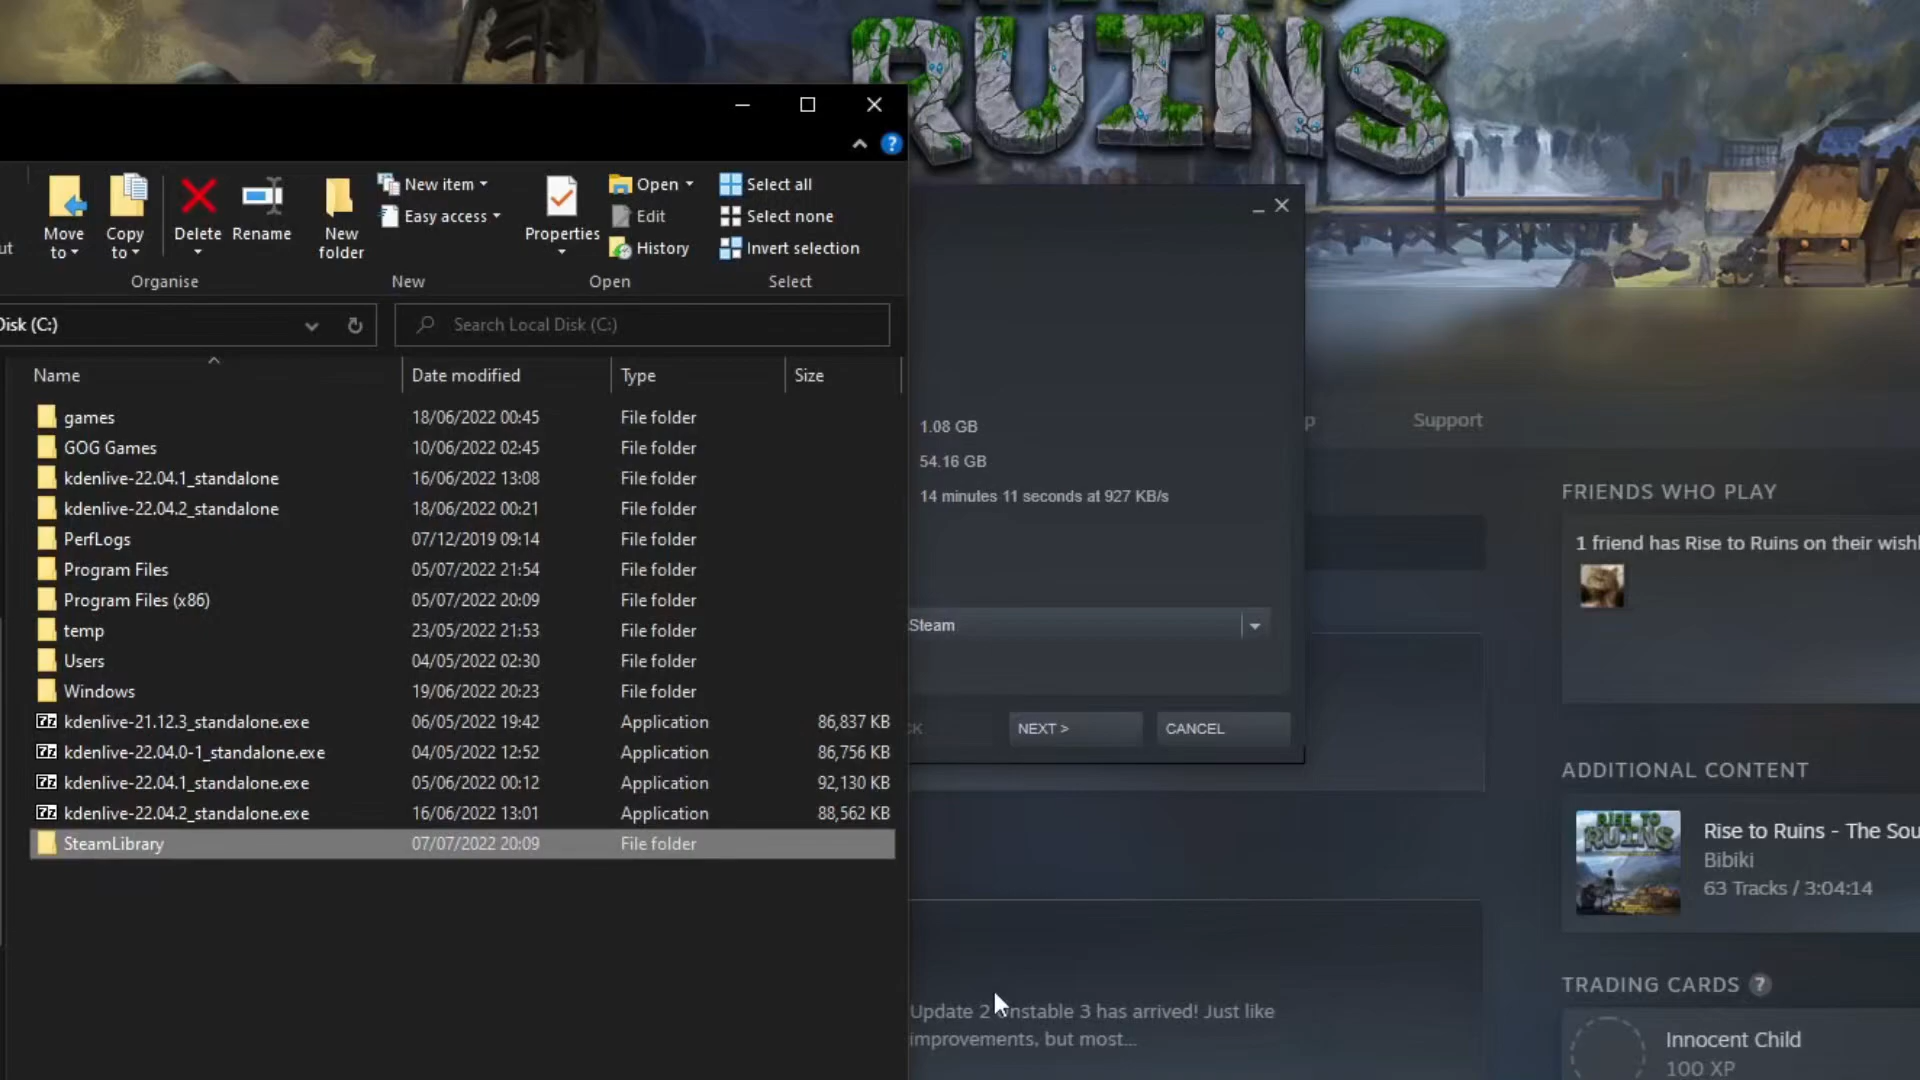 RUINS
ut
Move
to
Copy
to
Delete
Rename
New
folder
New item
Easy access
Properties
Open
Edit
History
Select all
Select none
Invert selection
Organise
New
Open
Select
Disk (C:)
Search Local Disk (C:)
Name Date modified Type Size
games 18/06/2022 00:45 File folder
GOG Games 10/06/2022 02:45 File folder
kdenlive-22.04.1_standalone 16/06/2022 13:08 File folder
kdenlive-22.04.2_standalone 18/06/2022 00:21 File folder
PerfLogs 07/12/2019 09:14 File folder
Program Files 05/07/2022 21:54 File folder
Program Files (x86) 05/07/2022 20:09 File folder
temp 23/05/2022 21:53 File folder
Users 04/05/2022 02:30 File folder
Windows 19/06/2022 20:23 File folder
7z kdenlive-21.12.3_standalone.exe 06/05/2022 19:42 Application 86,837 KB
7z kdenlive-22.04.0-1_standalone.exe 04/05/2022 12:52 Application 86,756 KB
7z kdenlive-22.04.1_standalone.exe 05/06/2022 00:12 Application 92,130 KB
7z kdenlive-22.04.2_standalone.exe 16/06/2022 13:01 Application 88,562 KB
SteamLibrary 07/07/2022 20:09 File folder
1.08 GB
54.16 GB
14 minutes 11 seconds at 927 KB/s
Steam
CK
NEXT >
CANCEL
p
Support
FRIENDS WHO PLAY
1 friend has Rise to Ruins on their wishl
ADDITIONAL CONTENT
RISE TO
RUINS
Rise to Ruins - The Sou
Bibiki
63 Tracks / 3:04:14
TRADING CARDS ?
Innocent Child
100 XP
Update 2 nstable 3 has arrived! Just like
improvements, but most...